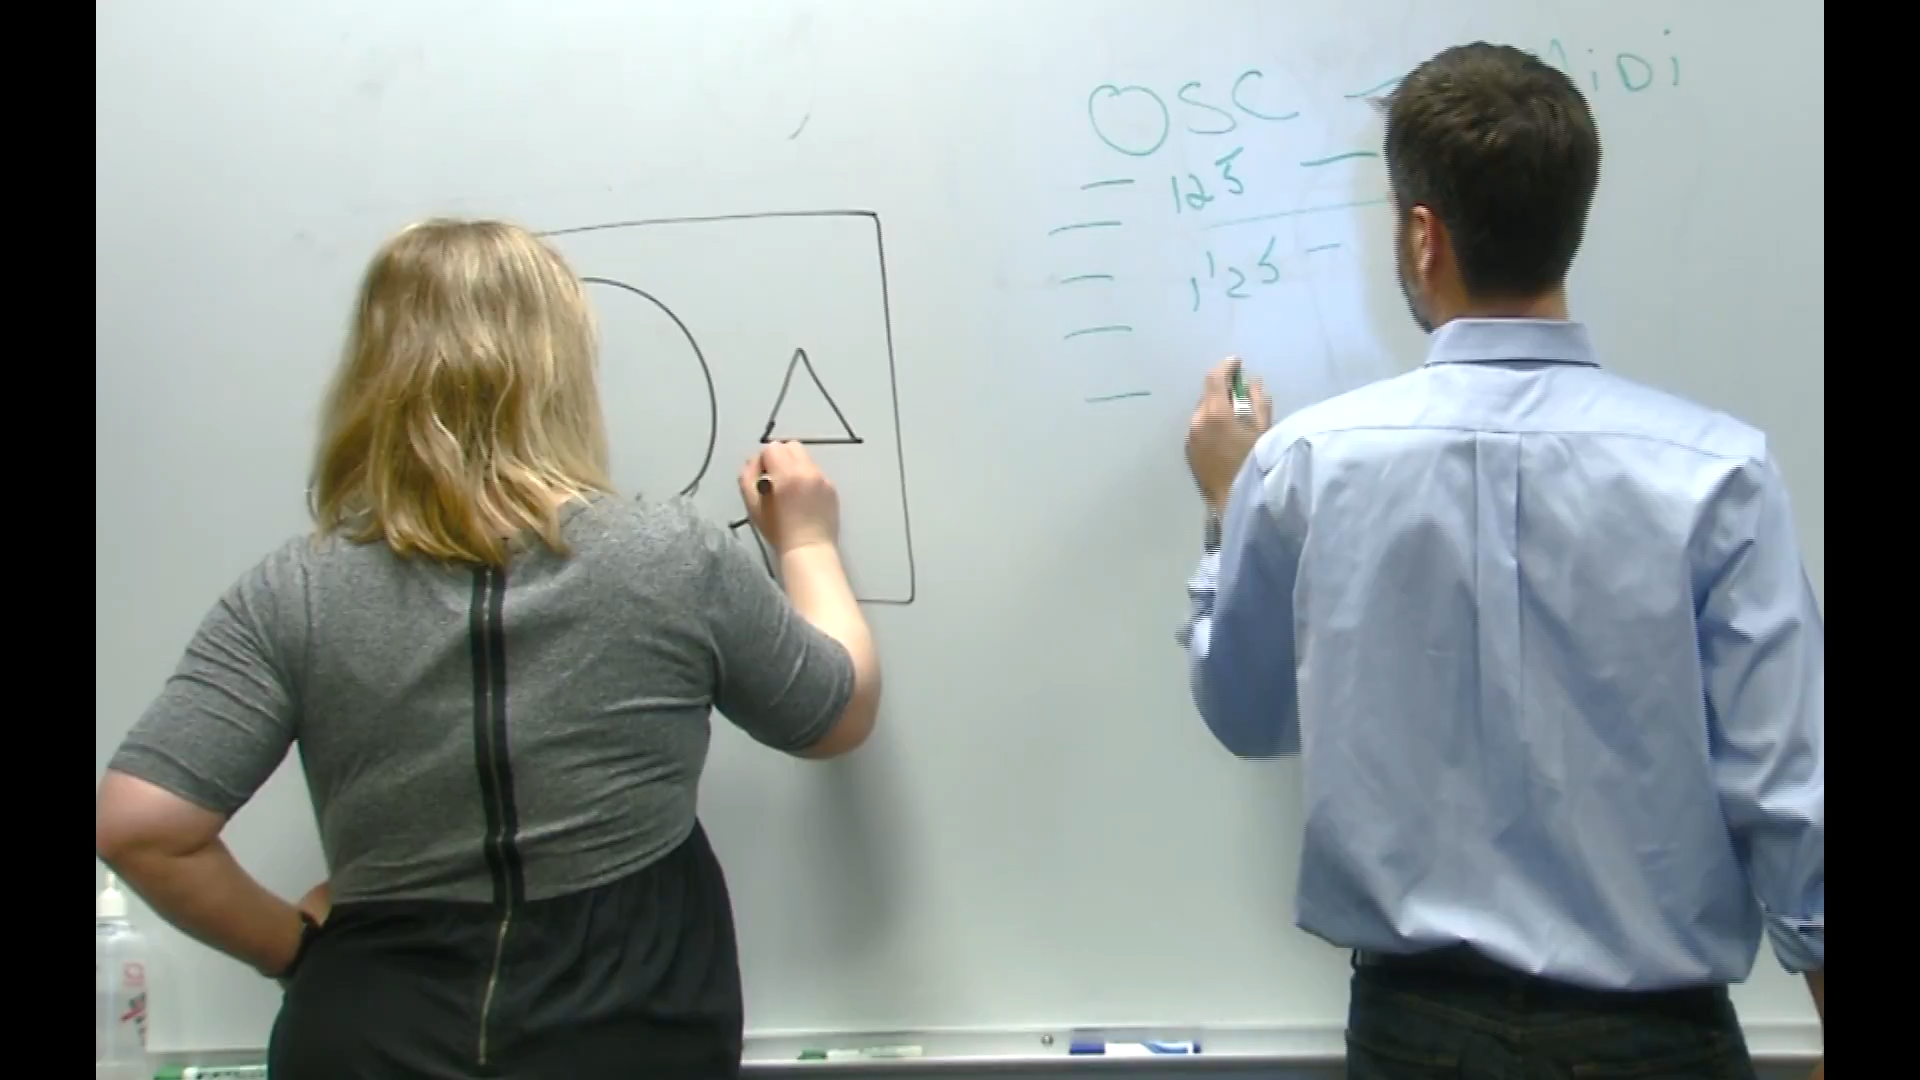 OSC — MiDi
— 125 —
—
— 1'25 —
—
—